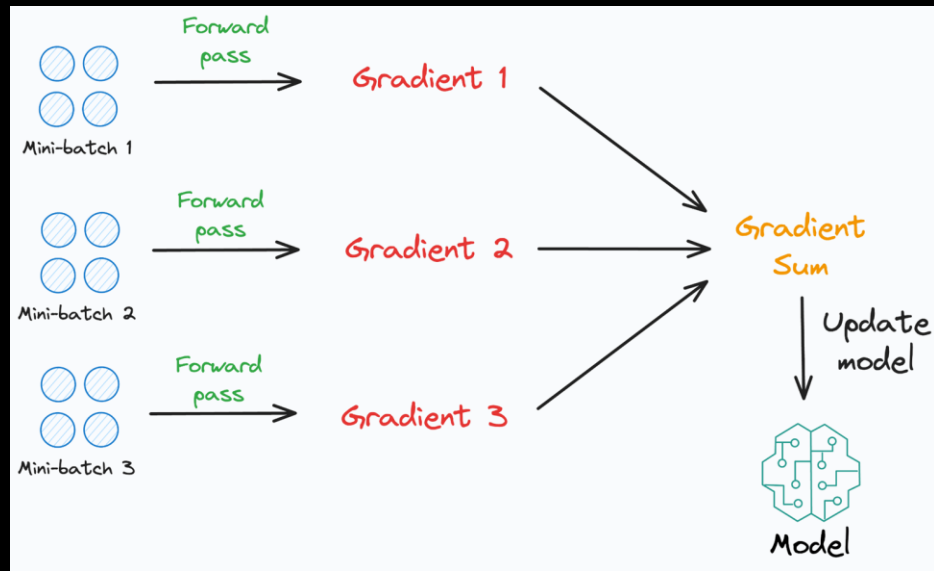 Forward
pass
Gradient 1
Mini-batch 1
Forward
pass
Gradient 2
Mini-batch 2
Gradient
Sum
Update
model
Forward
pass
Gradient 3
Mini-batch 3
Model